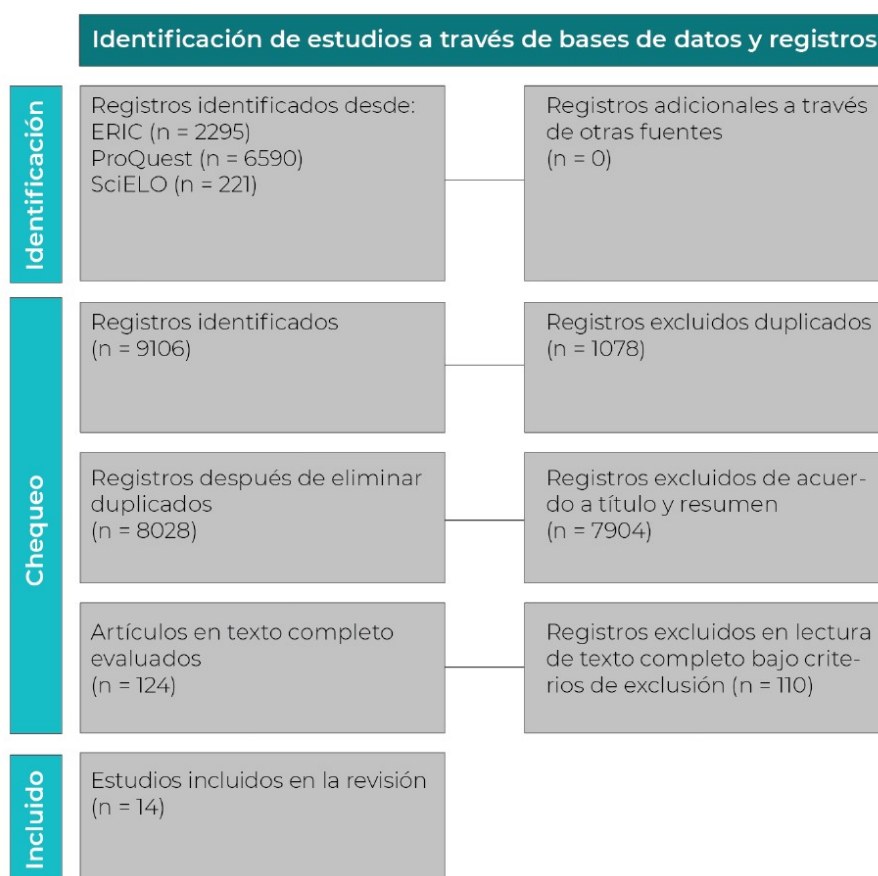 Identificación de estudios a través de bases de datos y registros
Identificación
Registros identificados desde:
ERIC (n = 2295)
ProQuest (n = 6590)
SciELO (n = 221)
Registros adicionales a través
de otras fuentes
(n = 0)
Chequeo
Registros identificados
(n = 9106)
Registros excluidos duplicados
(n = 1078)
Registros después de eliminar
duplicados
(n = 8028)
Registros excluidos de acuer-
do a título y resumen
(n = 7904)
Artículos en texto completo
evaluados
(n = 124)
Registros excluidos en lectura
de texto completo bajo crite-
rios de exclusión (n = 110)
Incluido
Estudios incluidos en la revisión
(n = 14)